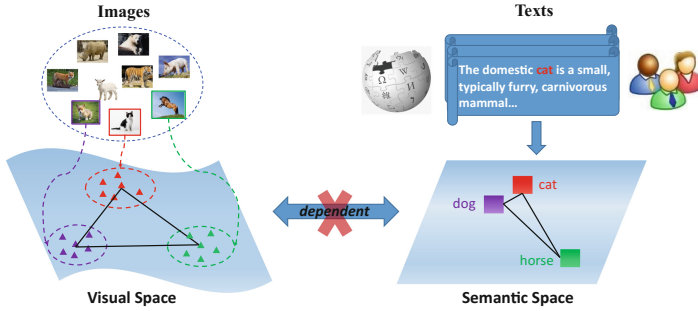 Images
Texts
The domestic cat is a small,
typically furry, carnivorous
mammal...
dependent
cat
dog
horse
Visual Space
Semantic Space